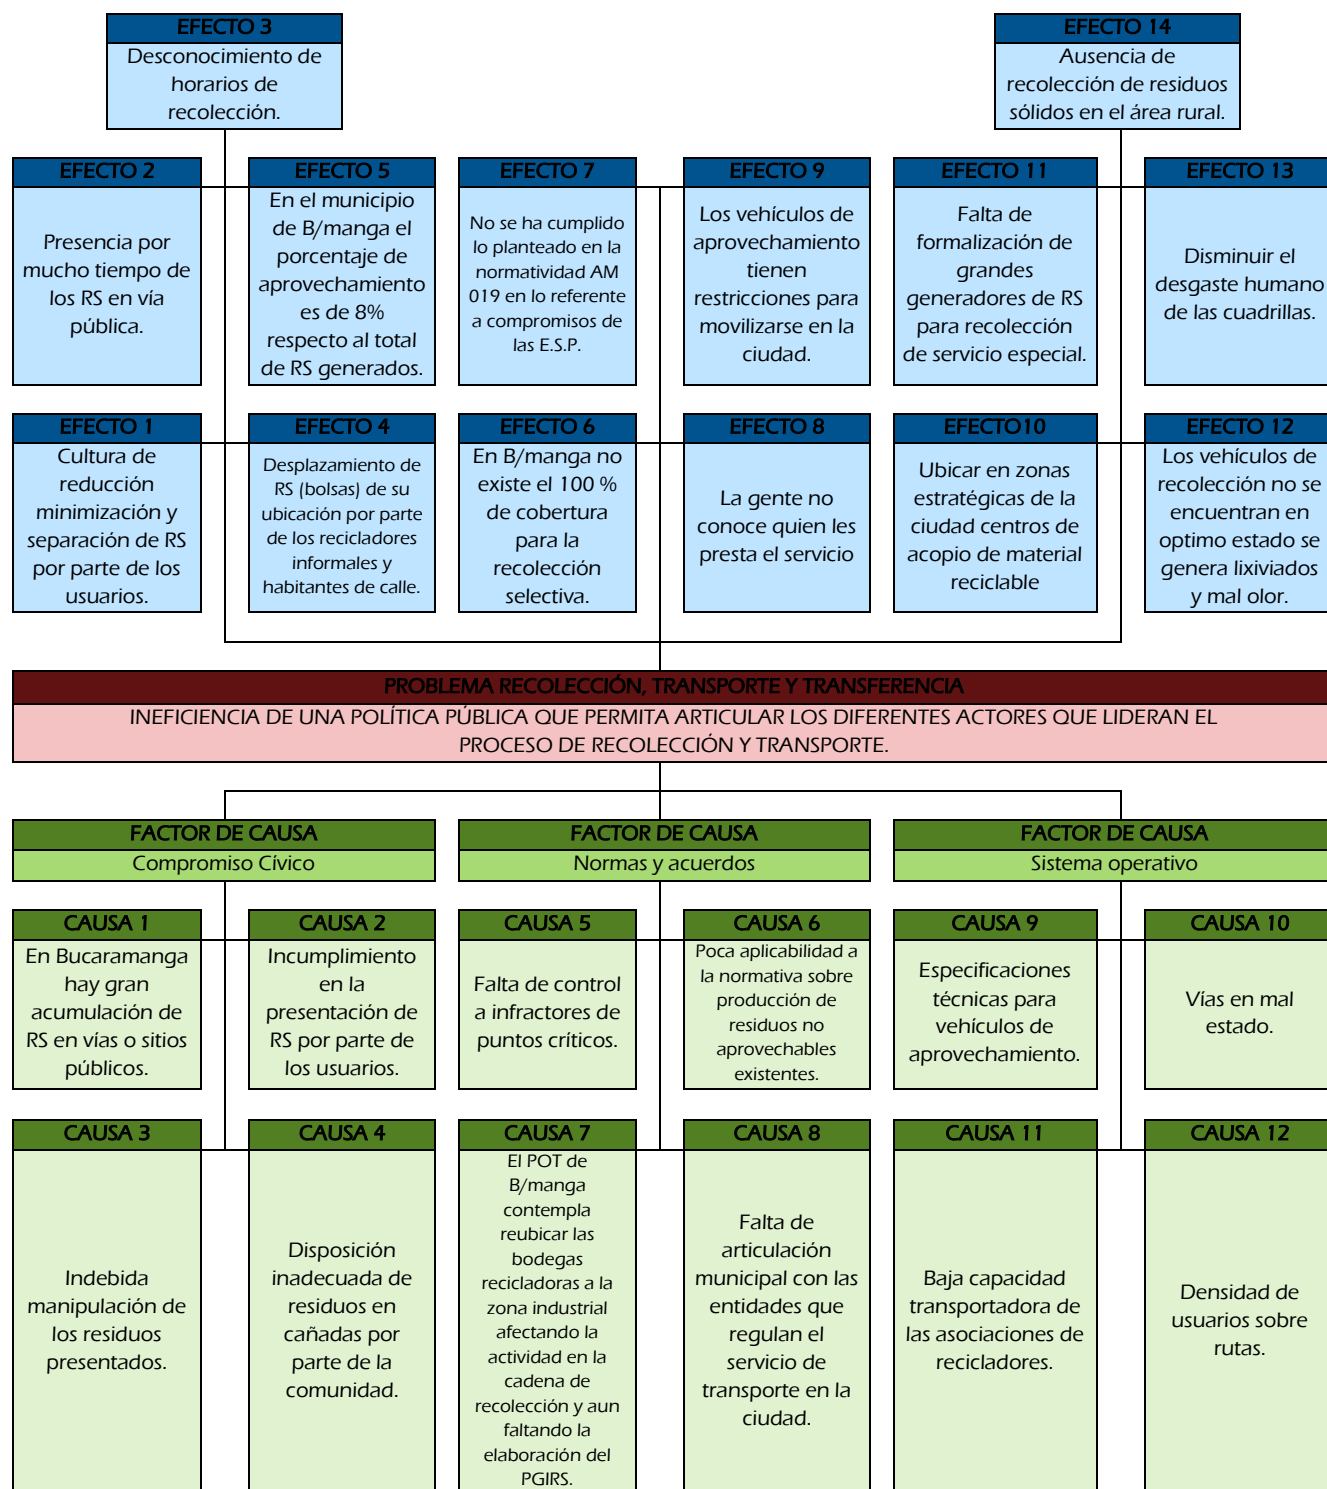 EFECTO 3
Desconocimiento de
horarios de
recolección.
EFECTO 14
Ausencia de
recolección de residuos
sólidos en el área rural.
EFECTO 2
Presencia por
mucho tiempo de
los RS en vía
pública.
EFECTO 5
En el municipio
de B/manga el
porcentaje de
aprovechamiento
es de 8%
respecto al total
de RS generados.
EFECTO 7
No se ha cumplido
lo planteado en la
normatividad AM
019 en lo referente
a compromisos de
las E.S.P.
EFECTO 9
Los vehículos de
aprovechamiento
tienen
restricciones para
movilizarse en la
ciudad.
EFECTO 11
Falta de
formalización de
grandes
generadores de RS
para recolección
de servicio especial.
EFECTO 13
Disminuir el
desgaste humano
de las cuadrillas.
EFECTO 1
Cultura de
reducción
minimización y
separación de RS
por parte de los
usuarios.
EFECTO 4
Desplazamiento de
RS (bolsas) de su
ubicación por parte
de los recicladores
informales y
habitantes de calle.
EFECTO 6
En B/manga no
existe el 100 %
de cobertura
para la
recolección
selectiva.
EFECTO 8
La gente no
conoce quien les
presta el servicio
EFECTO10
Ubicar en zonas
estratégicas de la
ciudad centros de
acopio de material
reciclable
EFECTO 12
Los vehículos de
recolección no se
encuentran en
optimo estado se
genera lixiviados
y mal olor.
PROBLEMA RECOLECCIÓN, TRANSPORTE Y TRANSFERENCIA
INEFICIENCIA DE UNA POLÍTICA PÚBLICA QUE PERMITA ARTICULAR LOS DIFERENTES ACTORES QUE LIDERAN EL
PROCESO DE RECOLECCIÓN Y TRANSPORTE.
FACTOR DE CAUSA
Compromiso Cívico
FACTOR DE CAUSA
Normas y acuerdos
FACTOR DE CAUSA
Sistema operativo
CAUSA 1
En Bucaramanga
hay gran
acumulación de
RS en vías o sitios
públicos.
CAUSA 2
Incumplimiento
en la
presentación de
RS por parte de
los usuarios.
CAUSA 5
Falta de control
a infractores de
puntos críticos.
CAUSA 6
Poca aplicabilidad a
la normativa sobre
producción de
residuos no
aprovechables
existentes.
CAUSA 9
Especificaciones
técnicas para
vehículos de
aprovechamiento.
CAUSA 10
Vías en mal
estado.
CAUSA 3
Indebida
manipulación de
los residuos
presentados.
CAUSA 4
Disposición
inadecuada de
residuos en
cañadas por
parte de la
comunidad.
CAUSA 7
El POT de
B/manga
contempla
reubicar las
bodegas
recicladoras a la
zona industrial
afectando la
actividad en la
cadena de
recolección y aun
faltando la
elaboración del
PGIRS.
CAUSA 8
Falta de
articulación
municipal con las
entidades que
regulan el
servicio de
transporte en la
ciudad.
CAUSA 11
Baja capacidad
transportadora de
las asociaciones de
recicladores.
CAUSA 12
Densidad de
usuarios sobre
rutas.